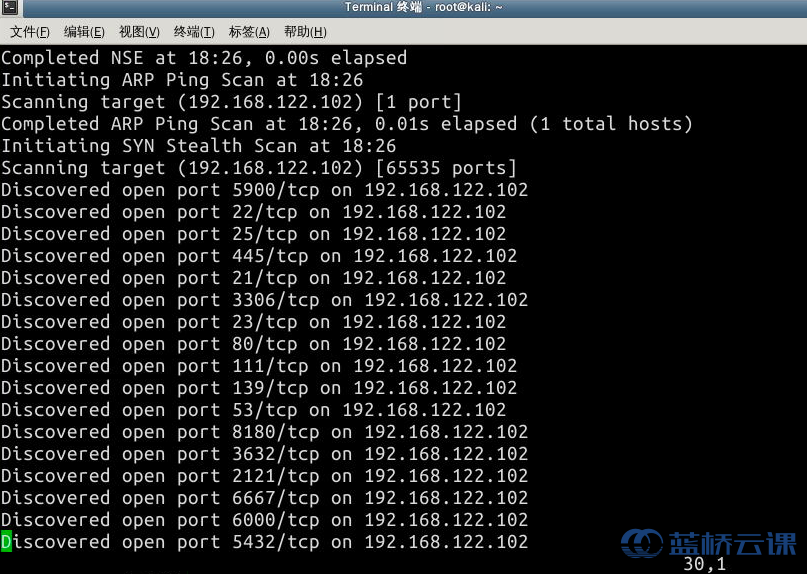 Terminal 终端 - root@kali: ~
文件(F) 编辑(E) 视图(V) 终端(T) 标签(A) 帮助(H)
Completed NSE at 18:26, 0.00s elapsed
Initiating ARP Ping Scan at 18:26
Scanning target (192.168.122.102) [1 port]
Completed ARP Ping Scan at 18:26, 0.01s elapsed (1 total hosts)
Initiating SYN Stealth Scan at 18:26
Scanning target (192.168.122.102) [65535 ports]
Discovered open port 5900/tcp on 192.168.122.102
Discovered open port 22/tcp on 192.168.122.102
Discovered open port 25/tcp on 192.168.122.102
Discovered open port 445/tcp on 192.168.122.102
Discovered open port 21/tcp on 192.168.122.102
Discovered open port 3306/tcp on 192.168.122.102
Discovered open port 23/tcp on 192.168.122.102
Discovered open port 80/tcp on 192.168.122.102
Discovered open port 111/tcp on 192.168.122.102
Discovered open port 139/tcp on 192.168.122.102
Discovered open port 53/tcp on 192.168.122.102
Discovered open port 8180/tcp on 192.168.122.102
Discovered open port 3632/tcp on 192.168.122.102
Discovered open port 2121/tcp on 192.168.122.102
Discovered open port 6667/tcp on 192.168.122.102
Discovered open port 6000/tcp on 192.168.122.102
Discovered open port 5432/tcp on 192.168.122.102
蓝桥云课
30,1